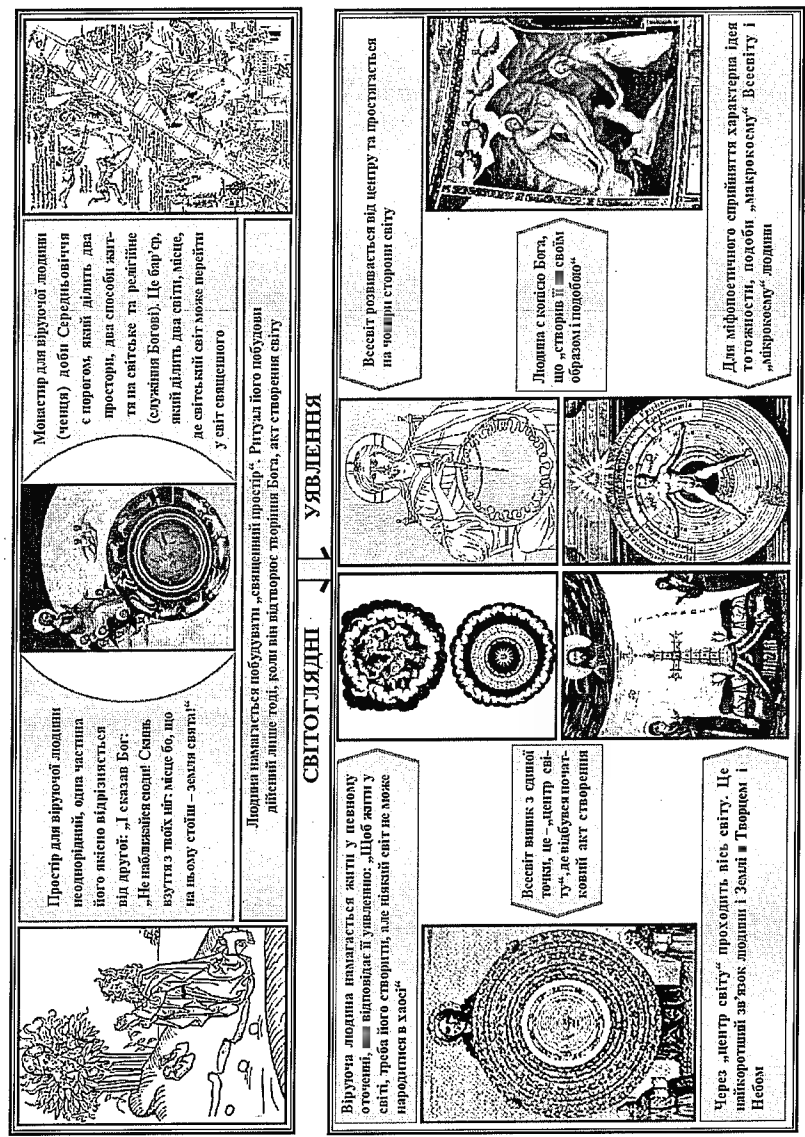 Простір для віруючої людини
неоднорідний, одна частина
його якісно відрізняється
від другої: „І сказав Бог:
„Не наближайся сюди! Скинь
взуття з твоїх ніг: місце бо, що
на ньому стоїш – земля свята!“
Монастир для віруючої людини
(ченця) доби Середньовіччя
є порогом, який ділить два
простори, два способи жит-
тя на світське та релігійне
(служіння Богові). Це бар’єр,
який ділить два світи, місце,
де світський світ може перейти
у світ священного
Людина намагається побудувати „священний простір“. Ритуал його побудови
дійсний лише тоді, коли він відтворює творіння Бога, акт створення світу
СВІТОГЛЯДНІ УЯВЛЕННЯ
Віруюча людина намагається жити у певному
оточенні, відповідає її уявленню: „Щоб жити у
світі, треба його створити, але ніякий світ не може
народитися в хаосі“
Всесвіт виник з єдиної
точки, це – „центр сві-
ту“, де відбувся почат-
ковий акт створення
Через „центр світу“ проходить вісь світу. Це
найкоротший зв’язок людини і Землі Творцем і
Небом
Всесвіт розвивається від центру та простягається
на сторони світу
Людина є копією Бога,
що „створив її своїм
образом і подобою“
Для міфопоетичного сприйняття характерна ідея
тотожности, подоби „макрокосму“ Всесвіту і
„мікрокосму“ людини